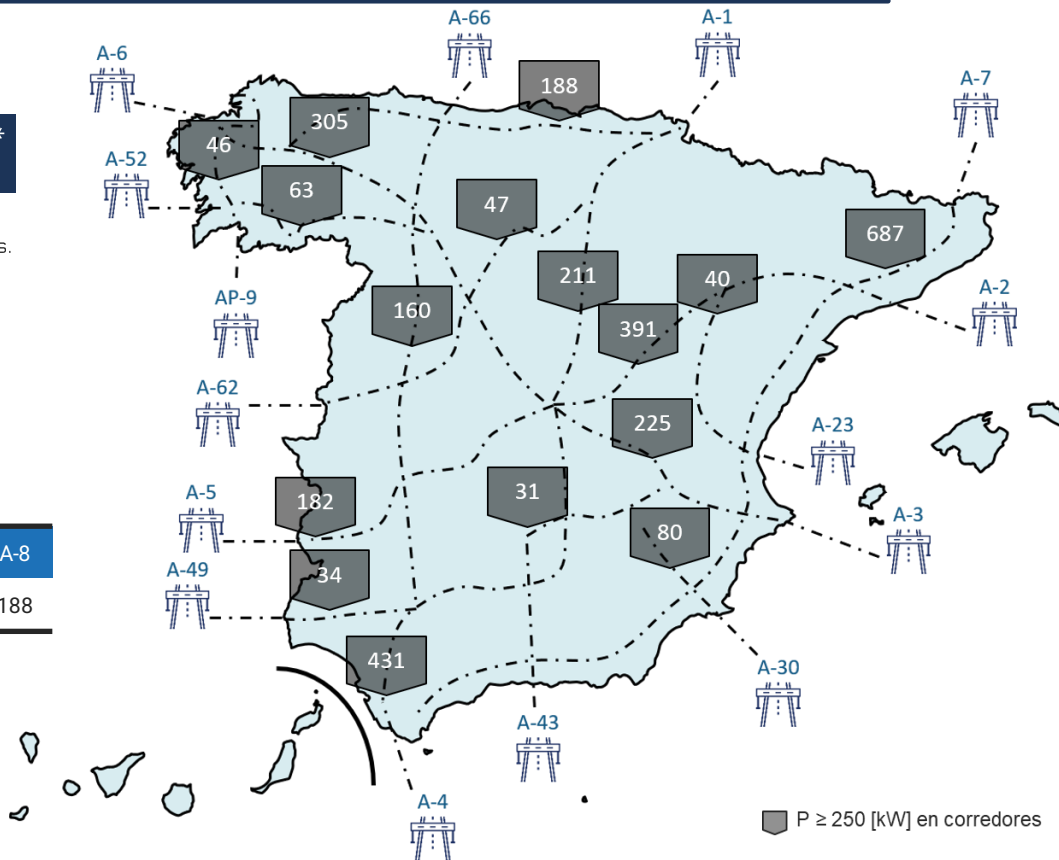 A-66
A-1
A-6
A-7
188
*
305
46
A-52
63
47
s.
687
211
40
AP-9
160
A-2
391
A-62
225
A-23
A-5
182
31
A-3
80
A-8
A-49
34
188
431
A-30
A-43
A-4
P ≥ 250 [kW] en corredores